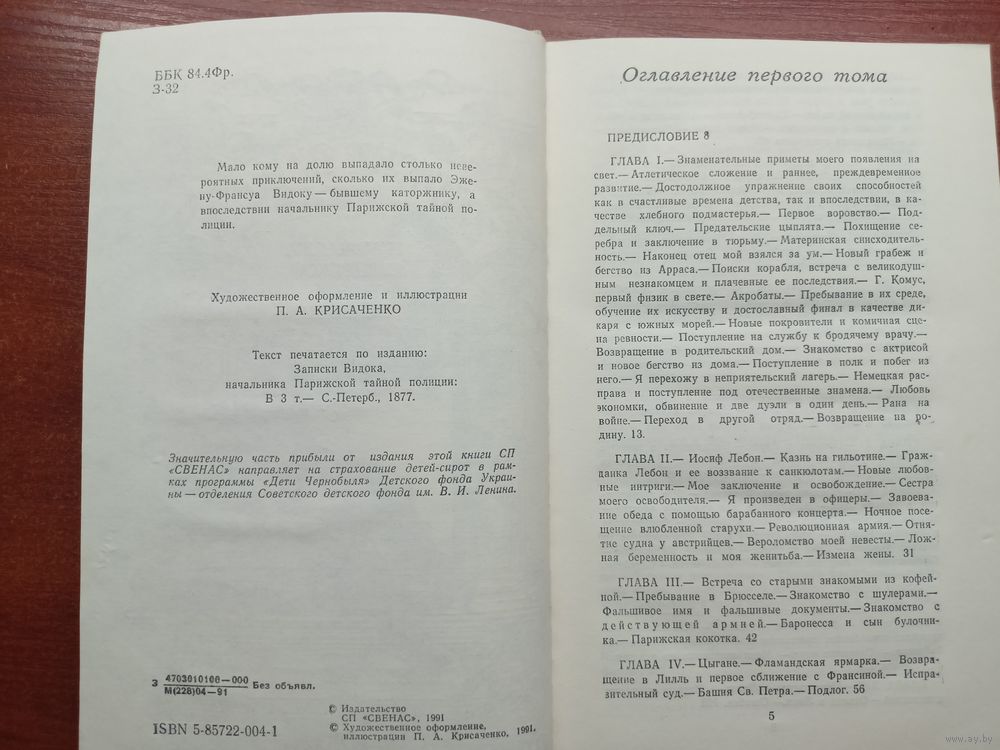 ББК 84.4Фр.
З-32
Мало кому на долю выпадало столько неве-
роятных приключений, сколько их выпало Эже-
ну-Франсуа Видоку — бывшему каторжнику, а
впоследствии начальнику Парижской тайной по-
лиции.
Художественное оформление и иллюстрации
П. А. КРИСАЧЕНКО
Текст печатается по изданию:
Записки Видока,
начальника Парижской тайной полиции:
В 3 т.— С.-Петерб., 1877.
Значительную часть прибыли от издания этой книги СП
«СВЕНАС» направляет на страхование детей-сирот в рам-
ках программы «Дети Чернобыля» Детского фонда Украи-
ны — отделения Советского детского фонда им. В. И. Ленина.
З 4703010100—000
М(228)04—91
Без объявл.
ISBN 5-85722-004-1
© Издательство
СП «СВЕНАС», 1991
© Художественное оформление,
иллюстрации П. А. Крисаченко, 1991.
Оглавление первого тома
ПРЕДИСЛОВИЕ 8
ГЛАВА I.— Знаменательные приметы моего появления на
свет.— Атлетическое сложение и раннее, преждевременное
развитие.— Достодолжное упражнение своих способностей
как в счастливые времена детства, так и впоследствии, в ка-
честве хлебного подмастерья.— Первое воровство.— Под-
дельный ключ.— Предательские цыплята.— Похищение се-
ребра и заключение в тюрьму.— Материнская снисходитель-
ность.— Наконец отец мой взялся за ум.— Новый грабеж и
бегство из Арраса.— Поиски корабля, встреча с великодуш-
ным незнакомцем и плачевные ее последствия.— Г. Комус,
первый физик в свете.— Акробаты.— Пребывание в их среде,
обучение их искусству и достославный финал в качестве ди-
каря с южных морей.— Новые покровители и комичная сце-
на ревности.— Поступление на службу к бродячему врачу.—
Возвращение в родительский дом.— Знакомство с актрисой
и новое бегство из дома.— Поступление в полк и побег из
него.— Я перехожу в неприятельский лагерь.— Немецкая рас-
права и поступление под отечественные знамена.— Любовь
экономки, обвинение и две дуэли в один день.— Рана на
войне.— Переход в другой отряд.— Возвращение на ро-
дину. 13.
ГЛАВА II.— Иосиф Лебон.— Казнь на гильотине.— Граж-
данка Лебон и ее воззвание к санкюлотам.— Новые любов-
ные интриги.— Мое заключение и освобождение.— Сестра
моего освободителя.— Я произведен в офицеры.— Завоева-
ние обеда с помощью барабанного концерта.— Ночное посе-
щение влюбленной старухи.— Революционная армия.— Отня-
тие судна у австрийцев.— Вероломство моей невесты.— Лож-
ная беременность и моя женитьба.— Измена жены. 31
ГЛАВА III.— Встреча со старыми знакомыми из кофей-
ной.— Пребывание в Брюсселе.— Знакомство с шулерами.—
Фальшивое имя и фальшивые документы.— Знакомство с
действующей армией.— Баронесса и сын булочни-
ка.— Парижская кокотка. 42
ГЛАВА IV.— Цыгане.— Фламандская ярмарка.— Возвра-
щение в Лилль и первое сближение с Франсиной.— Испра-
вительный суд.— Башня Св. Петра.— Подлог. 56
5
www.ay.by